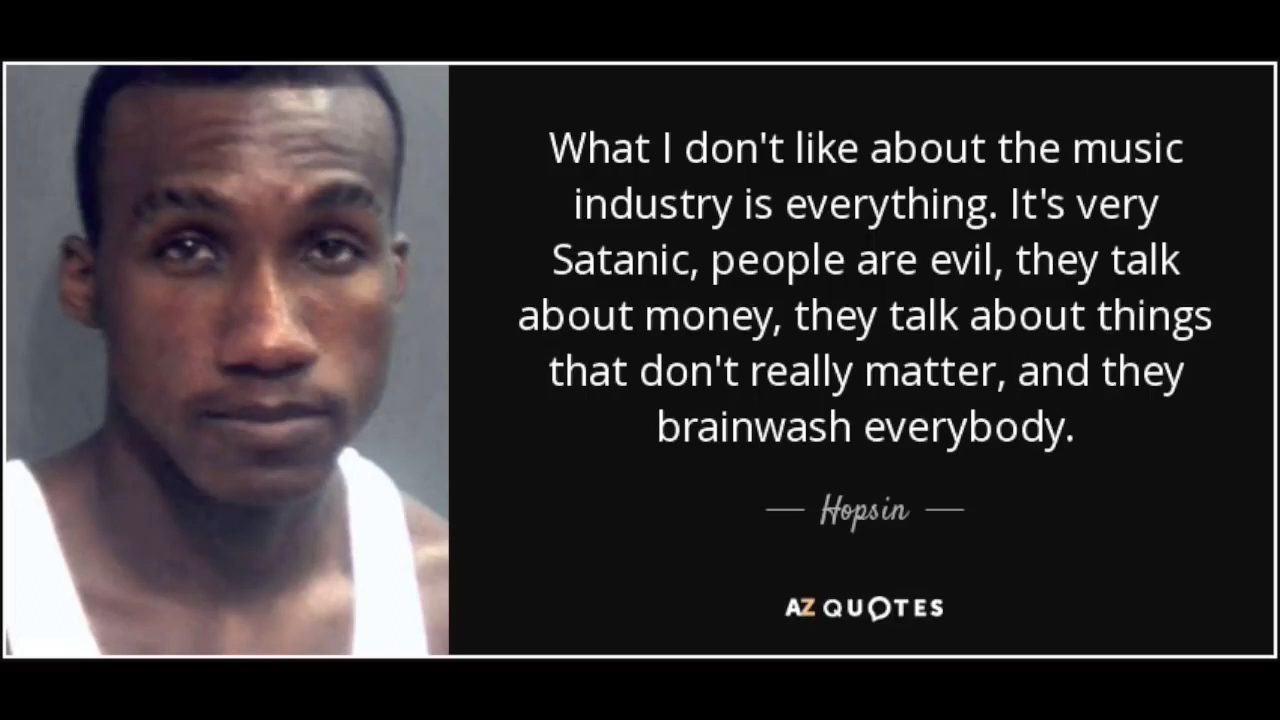 What I don't like about the music
industry is everything. It's very
Satanic, people are evil, they talk
about money, they talk about things
that don't really matter, and they
brainwash everybody.
Hopsin
AZ QUOTES